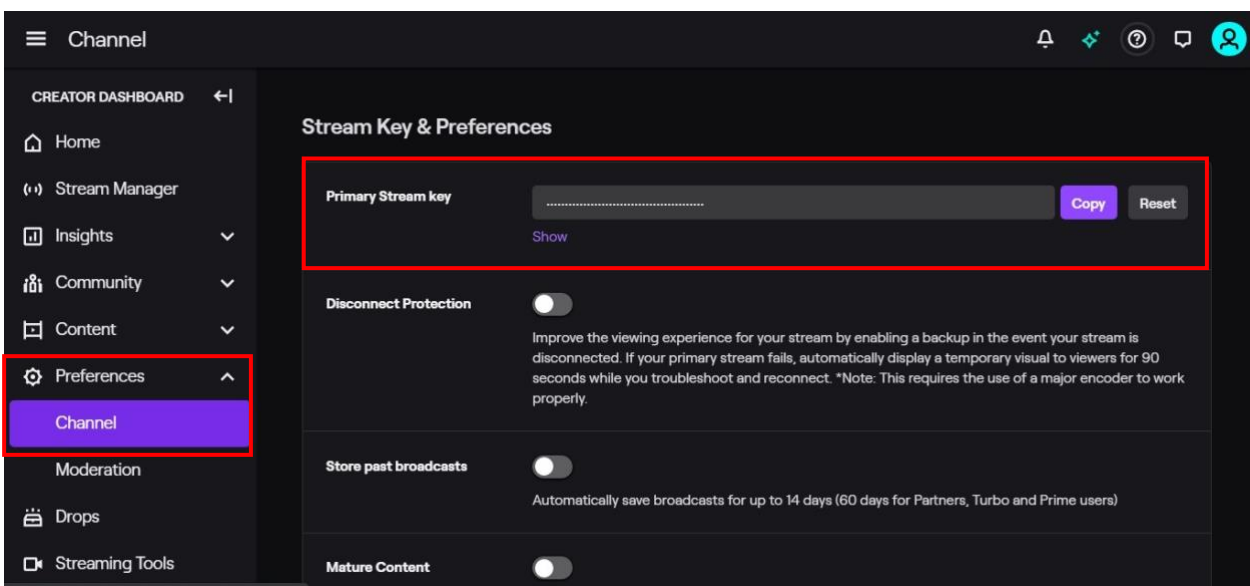 Channel
CREATOR DASHBOARD
Home
Stream Manager
Insights
Community
Content
Preferences
Channel
Moderation
Drops
Streaming Tools
Stream Key & Preferences
Primary Stream key
Copy
Reset
Show
Disconnect Protection
Improve the viewing experience for your stream by enabling a backup in the event your stream is
disconnected. If your primary stream fails, automatically display a temporary visual to viewers for 90
seconds while you troubleshoot and reconnect. *Note: This requires the use of a major encoder to work
properly.
Store past broadcasts
Automatically save broadcasts for up to 14 days (60 days for Partners, Turbo and Prime users)
Mature Content